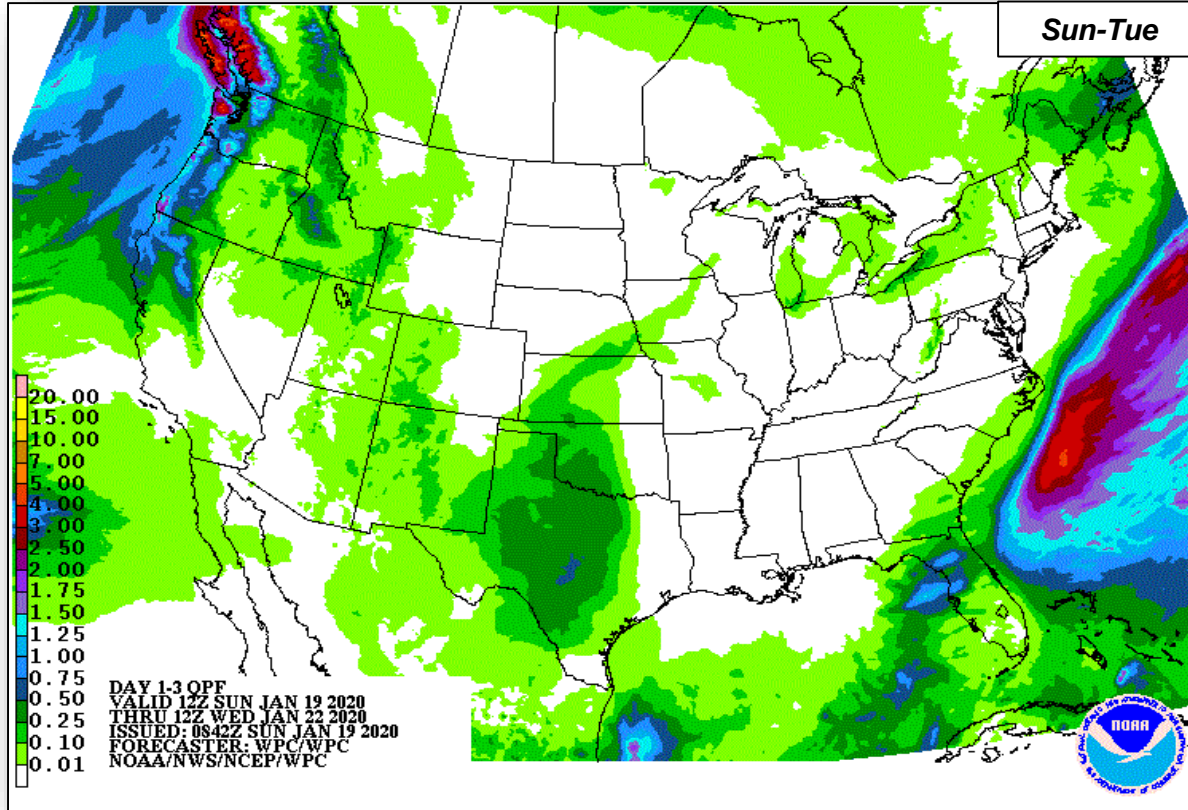 Sun-Tue
20.00
15.00
10.00
7.00
5.00
4.00
3.00
2.50
2.00
1.75
1.50
1.25
1.00
0.75
0.50
0.25
0.10
0.01
DAY 1-3 QPF
VALID 12Z SUN JAN 19 2020
THRU 12Z WED JAN 22 2020
ISSUED: 0842Z SUN JAN 19 2020
FORECASTER: WPC/WPC
NOAA/NWS/NCEP/WPC
NOAA